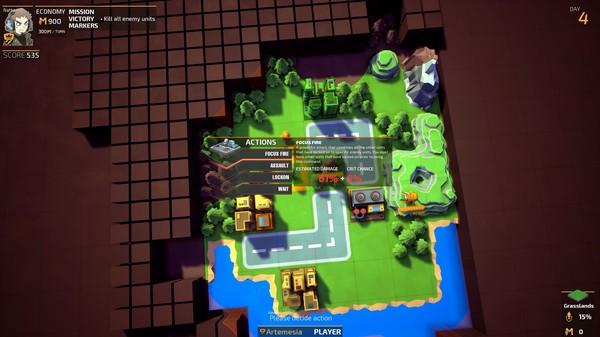 ECONOMY
M 900
300M / TURN
MISSION
VICTORY
MARKERS
• Kill all enemy units
SCORE 535
DAY
4
ACTIONS
FOCUS FIRE
ASSAULT
LOCKON
WAIT
FOCUS FIRE
ESTIMATED DAMAGE
CRIT CHANCE
Please decide action
Artemesia
PLAYER
Grasslands
15%
M 0